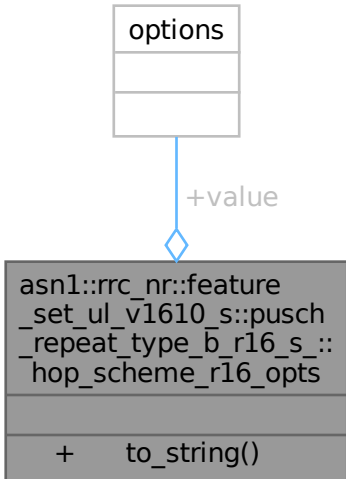 options
+value
asn1::rrc_nr::feature
_set_ul_v1610_s::pusch
_repeat_type_b_r16_s_::
hop_scheme_r16_opts
+ to_string()